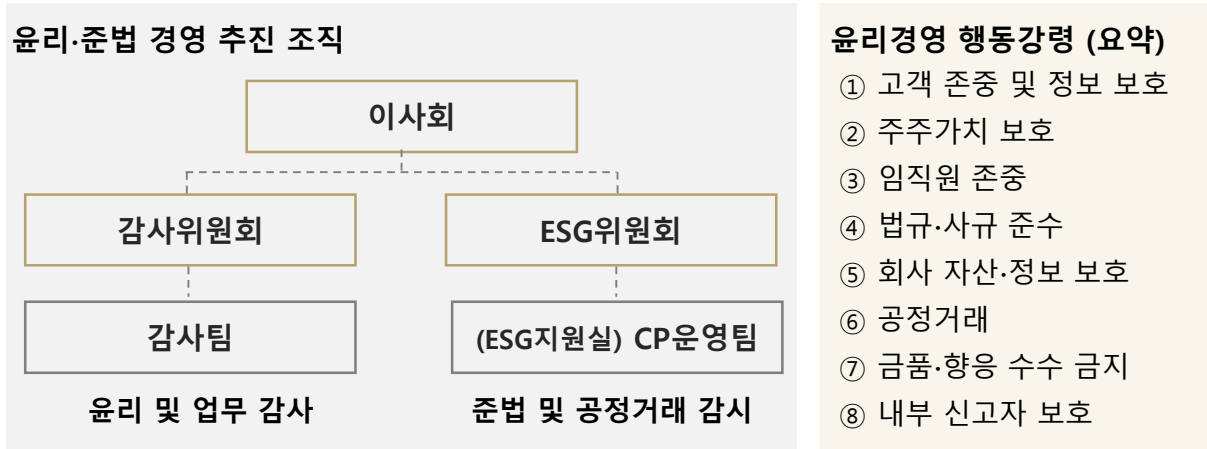 윤리·준법 경영 추진 조직
이사회
감사위원회
ESG위원회
감사팀
(ESG지원실) CP운영팀
윤리 및 업무 감사
준법 및 공정거래 감시
윤리경영 행동강령 (요약)
① 고객 존중 및 정보 보호
② 주주가치 보호
③ 임직원 존중
④ 법규·사규 준수
⑤ 회사 자산·정보 보호
⑥ 공정거래
⑦ 금품·향응 수수 금지
⑧ 내부 신고자 보호